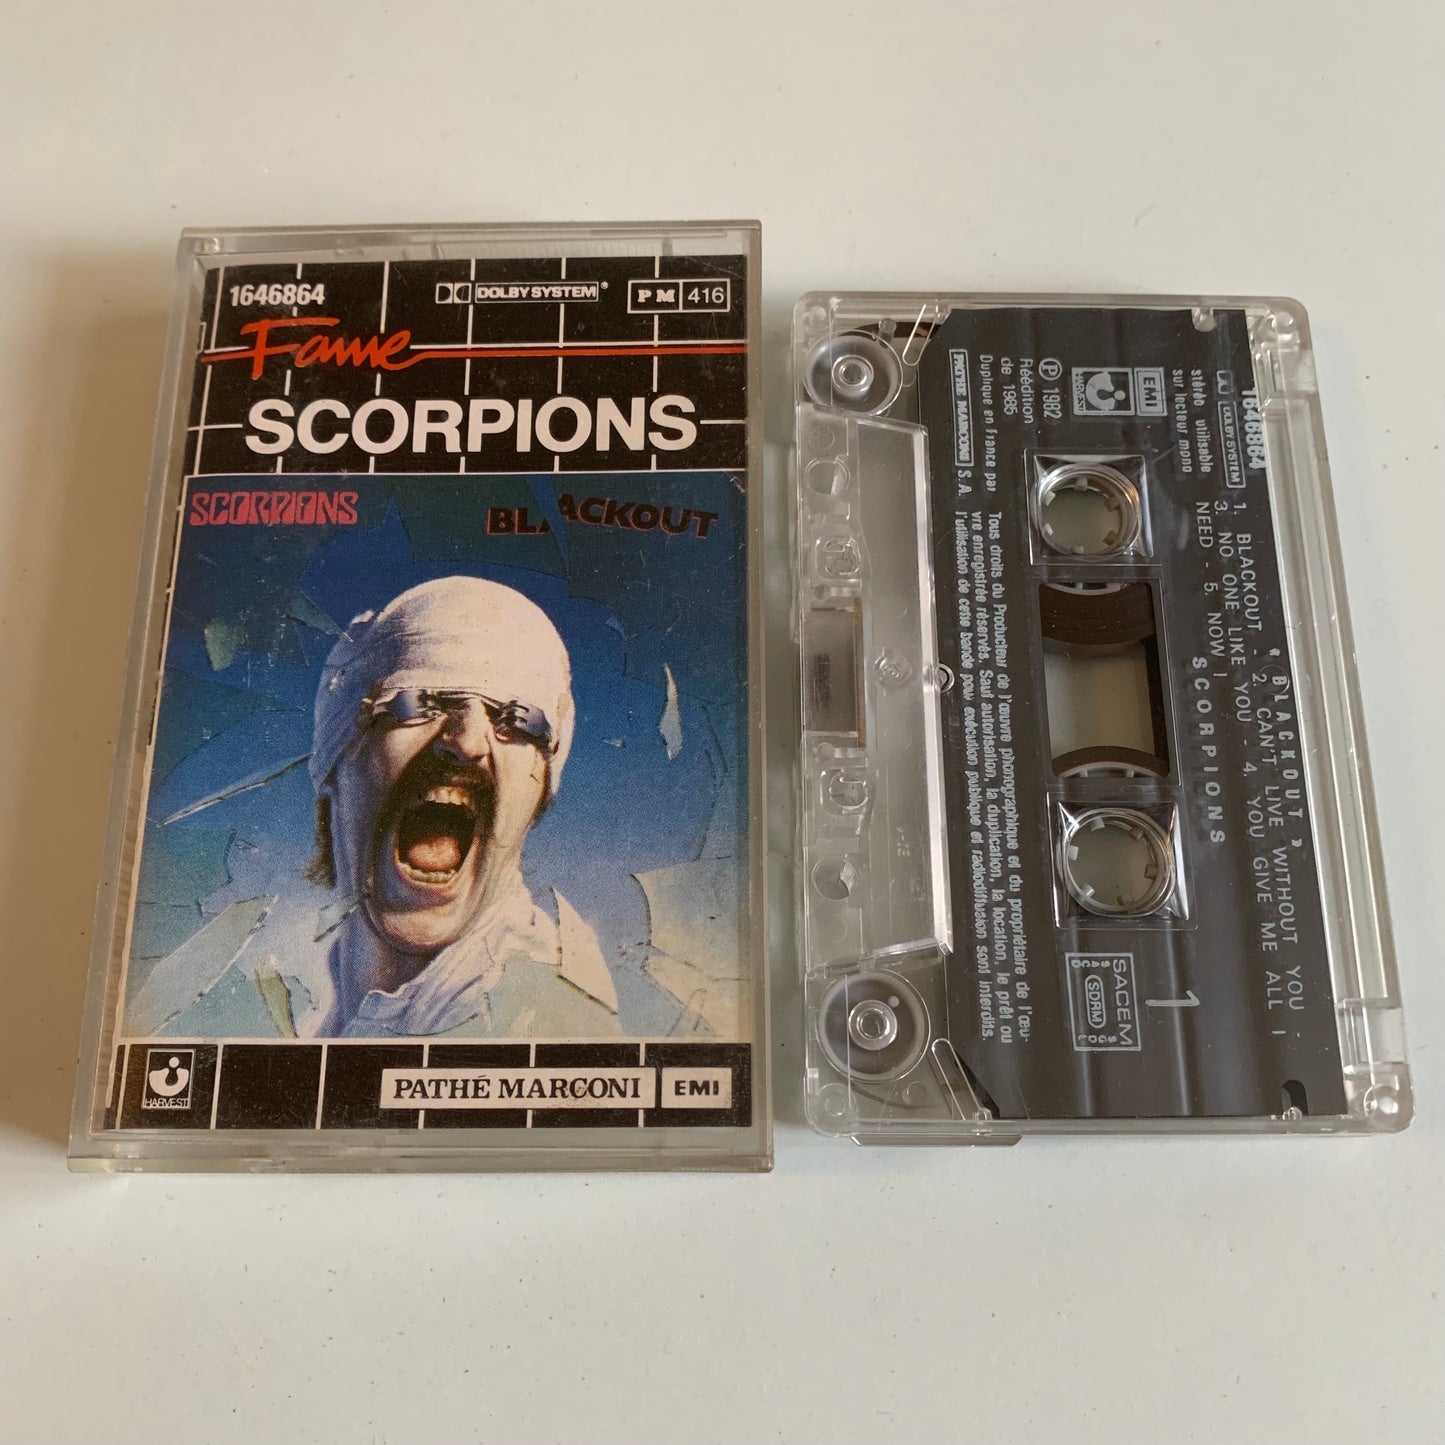 1646864
DOLBY SYSTEM
PM 416
Fame
SCORPIONS
SCORPIONS
BLACKOUT
HARVEST
PATHÉ MARCONI EMI
1646864
DOLBY SYSTEM
stéréo utilisable
sur lecteur mono
EMI
HARVEST
℗ 1982
Réédition
de 1985
Dupliqué en France par
PATHE MARCONI S.A.
« BLACKOUT »
1. BLACKOUT - 2. CAN'T LIVE WITHOUT YOU -
3. NO ONE LIKE YOU - 4. YOU GIVE ME ALL I
NEED - 5. NOW !
SCORPIONS
1
SACEM
SDRM
Tous droits du Producteur de l'œuvre phonographique et du propriétaire de l'œu-
vre enregistrée réservés. Sauf autorisation, la duplication, la location, le prêt ou
l'utilisation de cette bande pour exécution publique et radiodiffusion sont interdits.